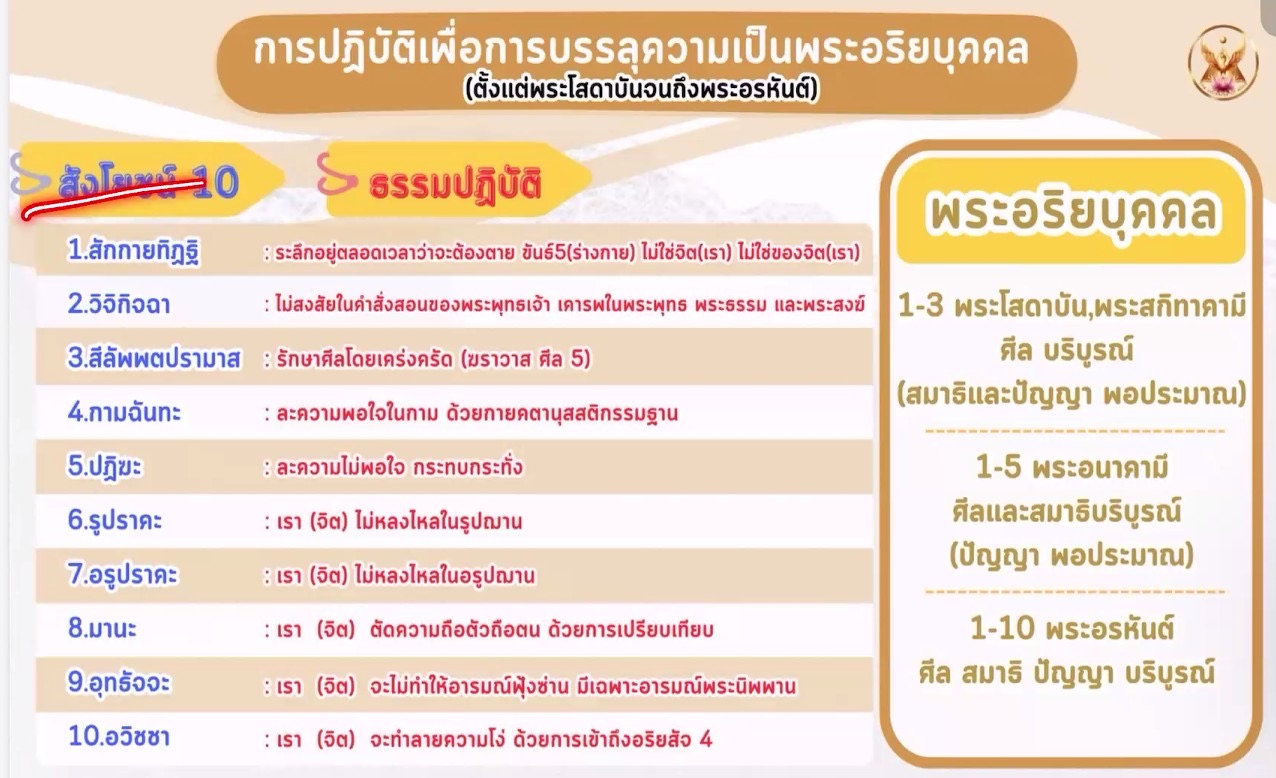 การปฏิบัติเพื่อการบรรลุความเป็นพระอริยบุคคล
(ตั้งแต่พระโสดาบันจนถึงพระอรหันต์)
สังโยชน์ 10
ธรรมปฏิบัติ
1.สักกายทิฏฐิ : ระลึกอยู่ตลอดเวลาว่าจะต้องตาย ขันธ์5(ร่างกาย) ไม่ใช่จิต(เรา) ไม่ใช่ของจิต(เรา)
2.วิจิกิจฉา : ไม่สงสัยในคำสั่งสอนของพระพุทธเจ้า เคารพในพระพุทธ พระธรรม และพระสงฆ์
3.สีลัพพตปรามาส : รักษาศีลโดยเคร่งครัด (ฆราวาส ศีล 5)
4.กามฉันทะ : ละความพอใจในกาม ด้วยกายคตานุสสติกรรมฐาน
5.ปฏิฆะ : ละความไม่พอใจ กระทบกระทั่ง
6.รูปราคะ : เรา (จิต) ไม่หลงไหลในรูปฌาน
7.อรูปราคะ : เรา (จิต) ไม่หลงไหลในอรูปฌาน
8.มานะ : เรา (จิต) ตัดความถือตัวถือตน ด้วยการเปรียบเทียบ
9.อุทธัจจะ : เรา (จิต) จะไม่ทำให้อารมณ์ฟุ้งซ่าน มีเฉพาะอารมณ์พระนิพพาน
10.อวิชชา : เรา (จิต) จะทำลายความโง่ ด้วยการเข้าถึงอริยสัจ 4
พระอริยบุคคล
1-3 พระโสดาบัน,พระสกิทาคามี
ศีล บริบูรณ์
(สมาธิและปัญญา พอประมาณ)
1-5 พระอนาคามี
ศีลและสมาธิบริบูรณ์
(ปัญญา พอประมาณ)
1-10 พระอรหันต์
ศีล สมาธิ ปัญญา บริบูรณ์